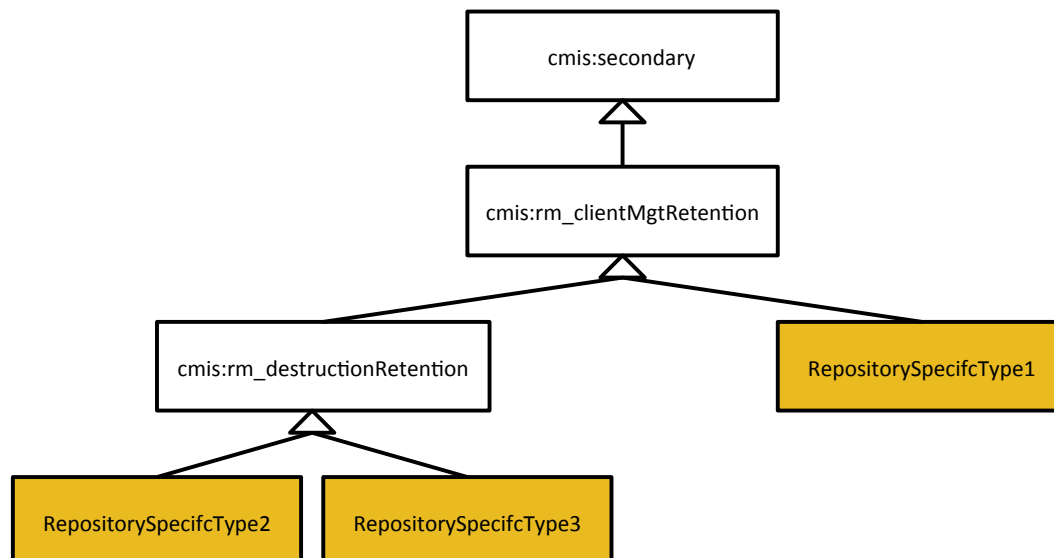 cmis:secondary
cmis:rm_clientMgtRetention
cmis:rm_destructionRetention
RepositorySpecifcType1
RepositorySpecifcType2
RepositorySpecifcType3